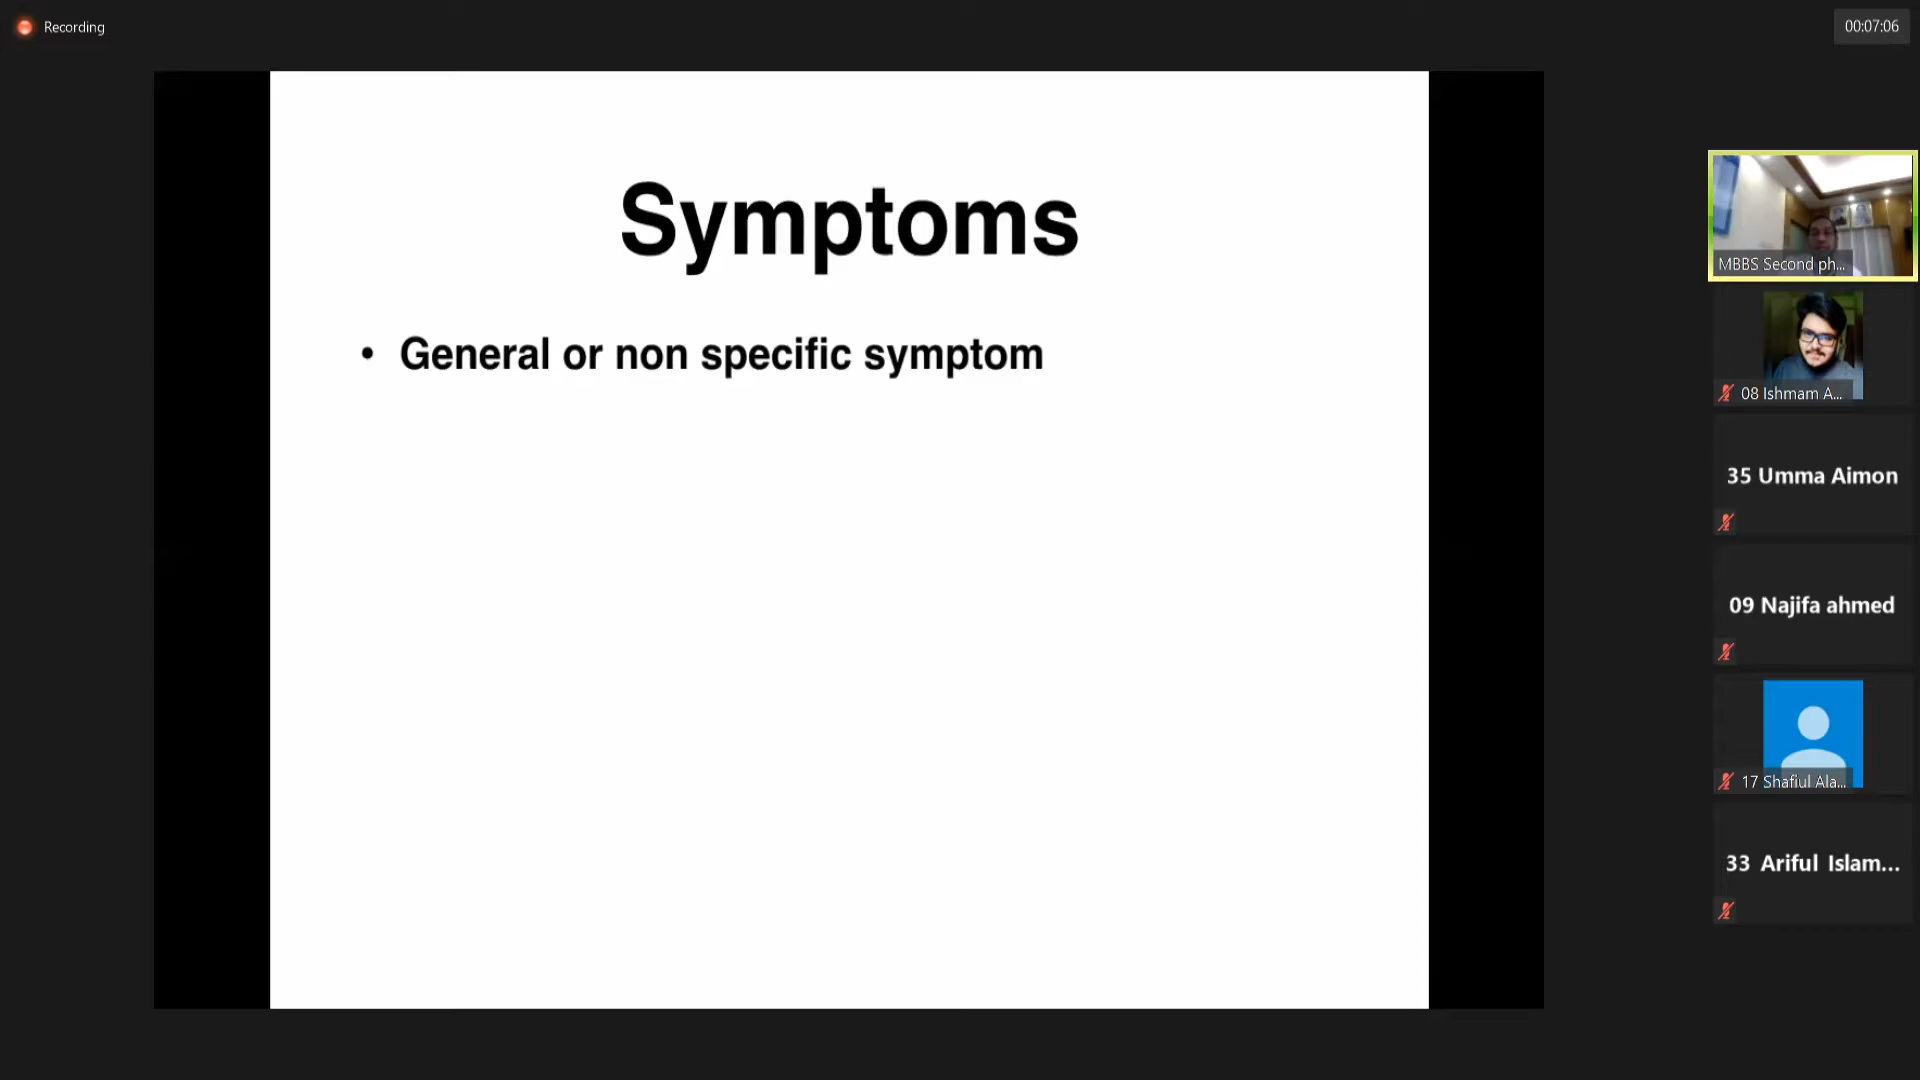 Recording
00:07:06
Symptoms
• General or non specific symptom
MBBS Second ph...
08 Ishmam A...
35 Umma Aimon
09 Najifa ahmed
17 Shafiul Ala...
33 Ariful Islam...